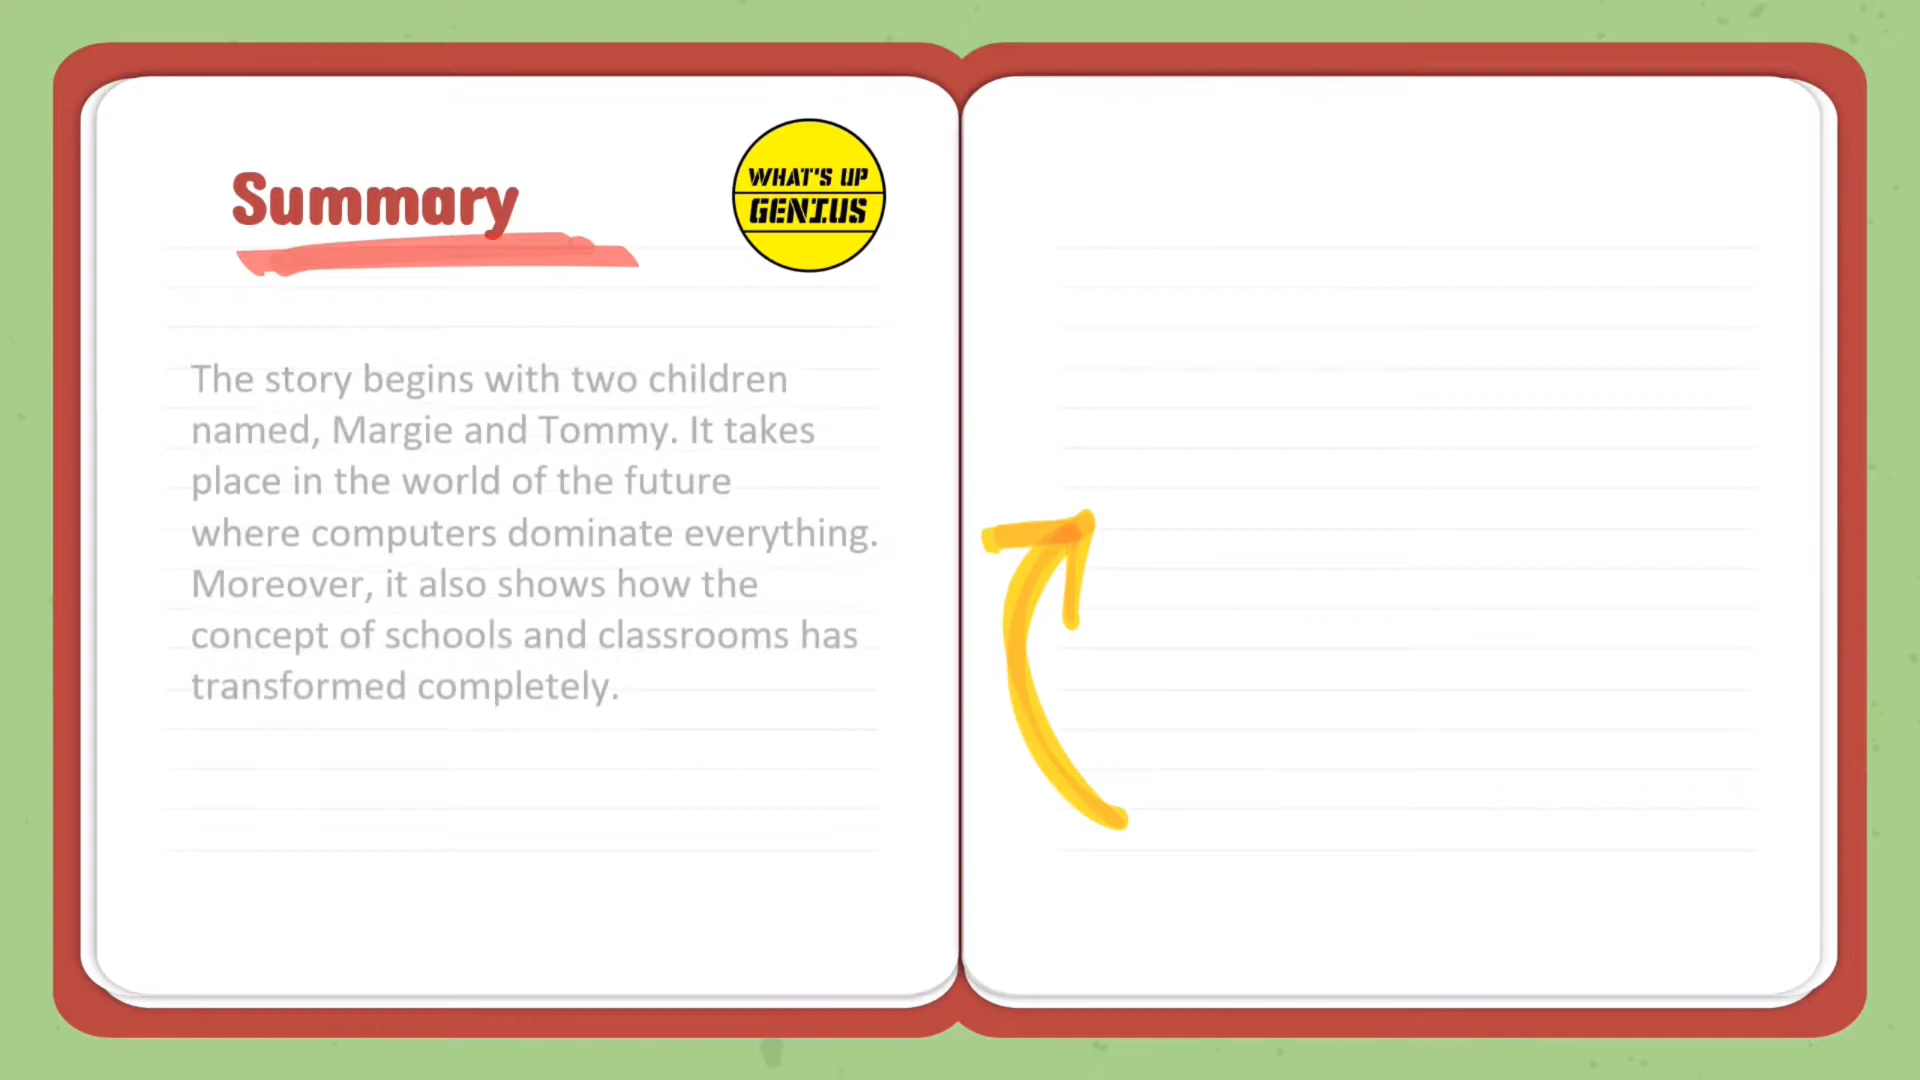 Summary
WHAT'S UP
GENIUS
The story begins with two children
named, Margie and Tommy. It takes
place in the world of the future
where computers dominate everything.
Moreover, it also shows how the
concept of schools and classrooms has
transformed completely.